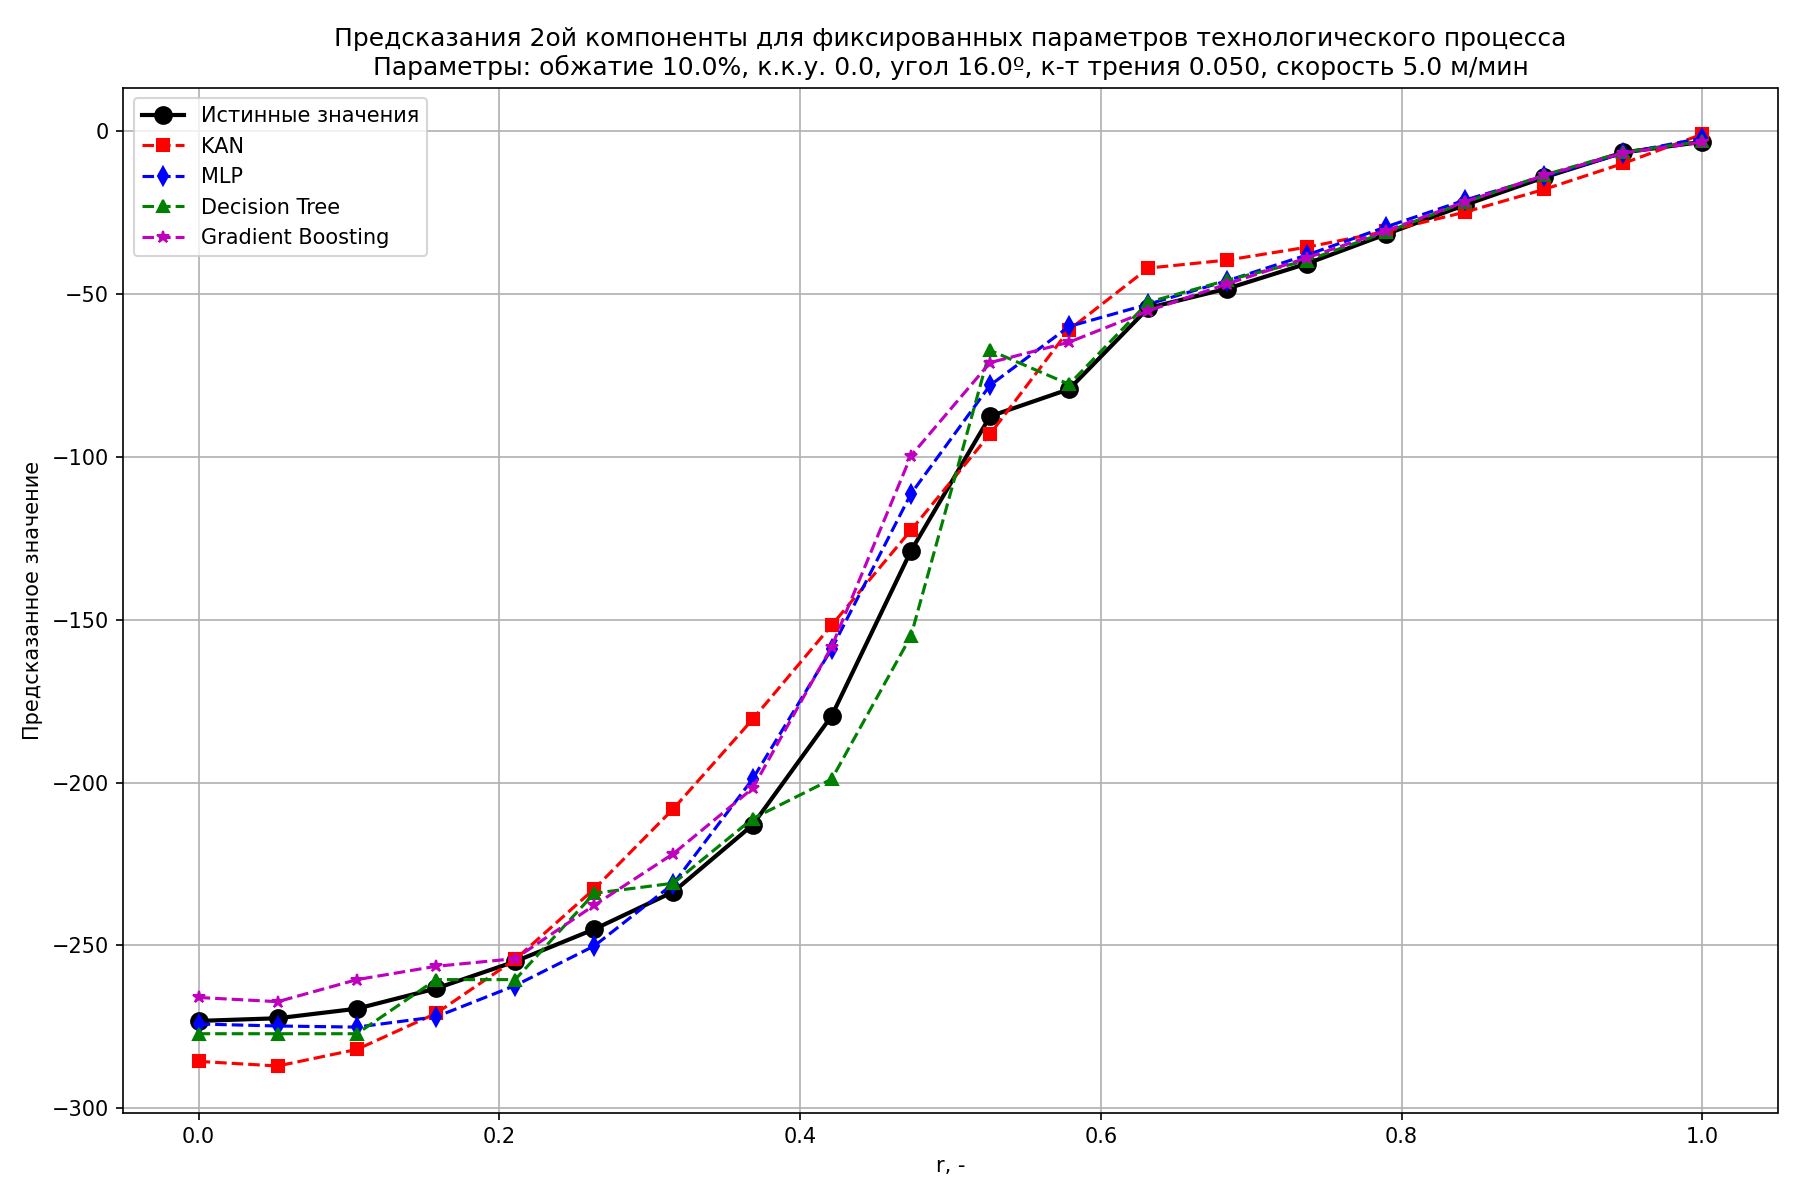 Предсказания 2ой компоненты для фиксированных параметров технологического процесса
Параметры: обжатие 10.0%, к.к.у. 0.0, угол 16.0º, к-т трения 0.050, скорость 5.0 м/мин
Истинные значения
KAN
MLP
Decision Tree
Gradient Boosting
Предсказанное значение
0
−50
−100
−150
−200
−250
−300
0.0
0.2
0.4
0.6
0.8
1.0
r, -